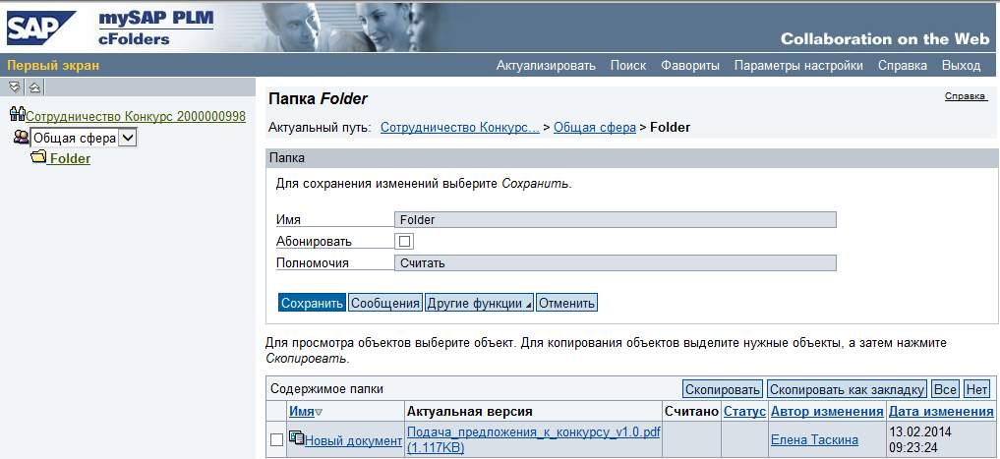 SAP
mySAP PLM
cFolders
Collaboration on the Web
Первый экран
Актуализировать Поиск Фавориты Параметры настройки Справка Выход
Сотрудничество Конкурс 2000000998
Общая сфера
Folder
Папка Folder
Справка
Актуальный путь: Сотрудничество Конкурс... > Общая сфера > Folder
Папка
Для сохранения изменений выберите Сохранить.
Имя Folder
Абонировать
Полномочия Считать
Сохранить Сообщения Другие функции Отменить
Для просмотра объектов выберите объект. Для копирования объектов выделите нужные объекты, а затем нажмите
Скопировать.
Содержимое папки Скопировать Скопировать как закладку Все Нет
Имя Актуальная версия Считано Статус Автор изменения Дата изменения
Новый документ Подача_предложения_к_конкурсу_v1.0.pdf Елена Таскина 13.02.2014
(1.117KB) 09:23:24